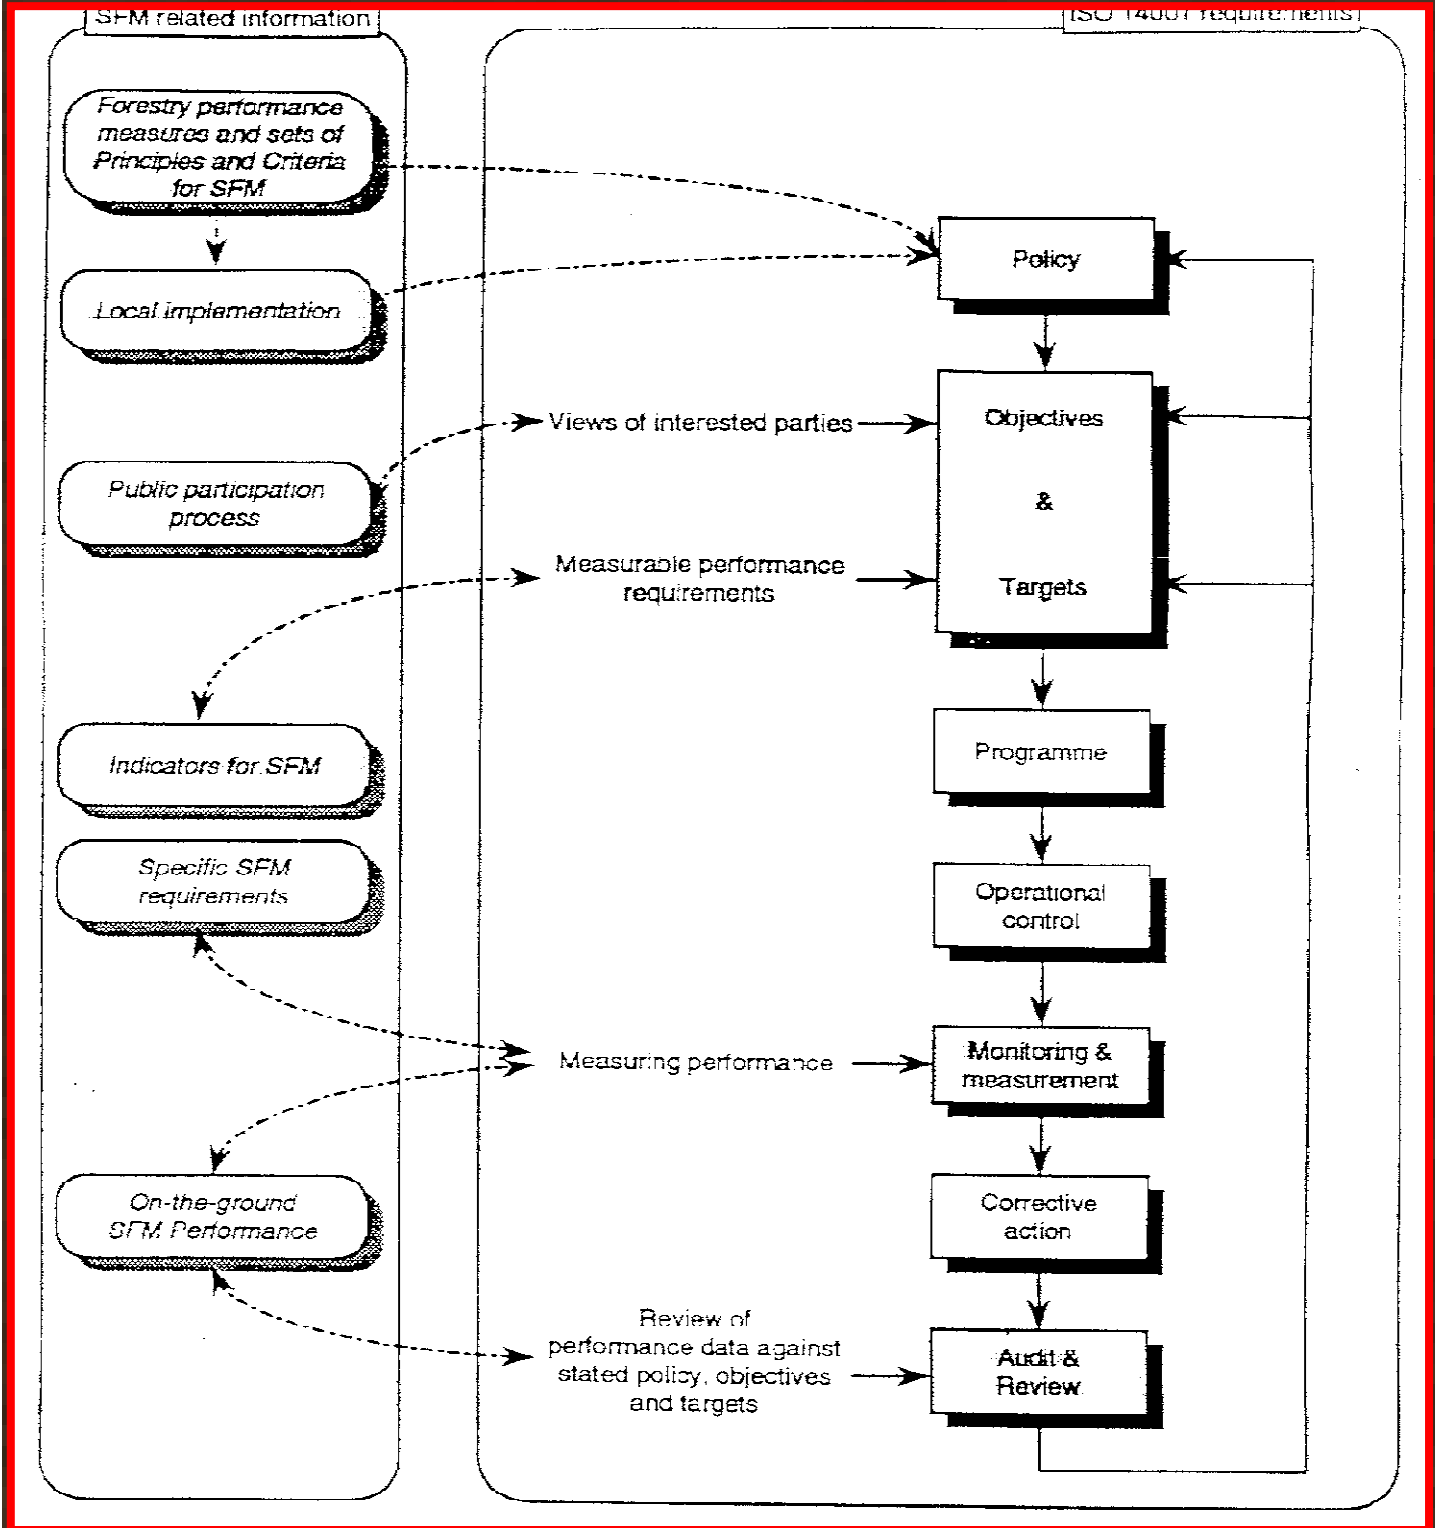 SFM related information
ISO 14001 requirements
Forestry performance
measures and sets of
Principles and Criteria
for SFM
Local implementation
Public participation
process
Indicators for SFM
Specific SFM
requirements
On-the-ground
SFM Performance
Views of interested parties
Measurable performance
requirements
Measuring performance
Review of
performance data against
stated policy, objectives
and targets
Policy
Objectives
&
Targets
Programme
Operational
control
Monitoring &
measurement
Corrective
action
Audit &
Review